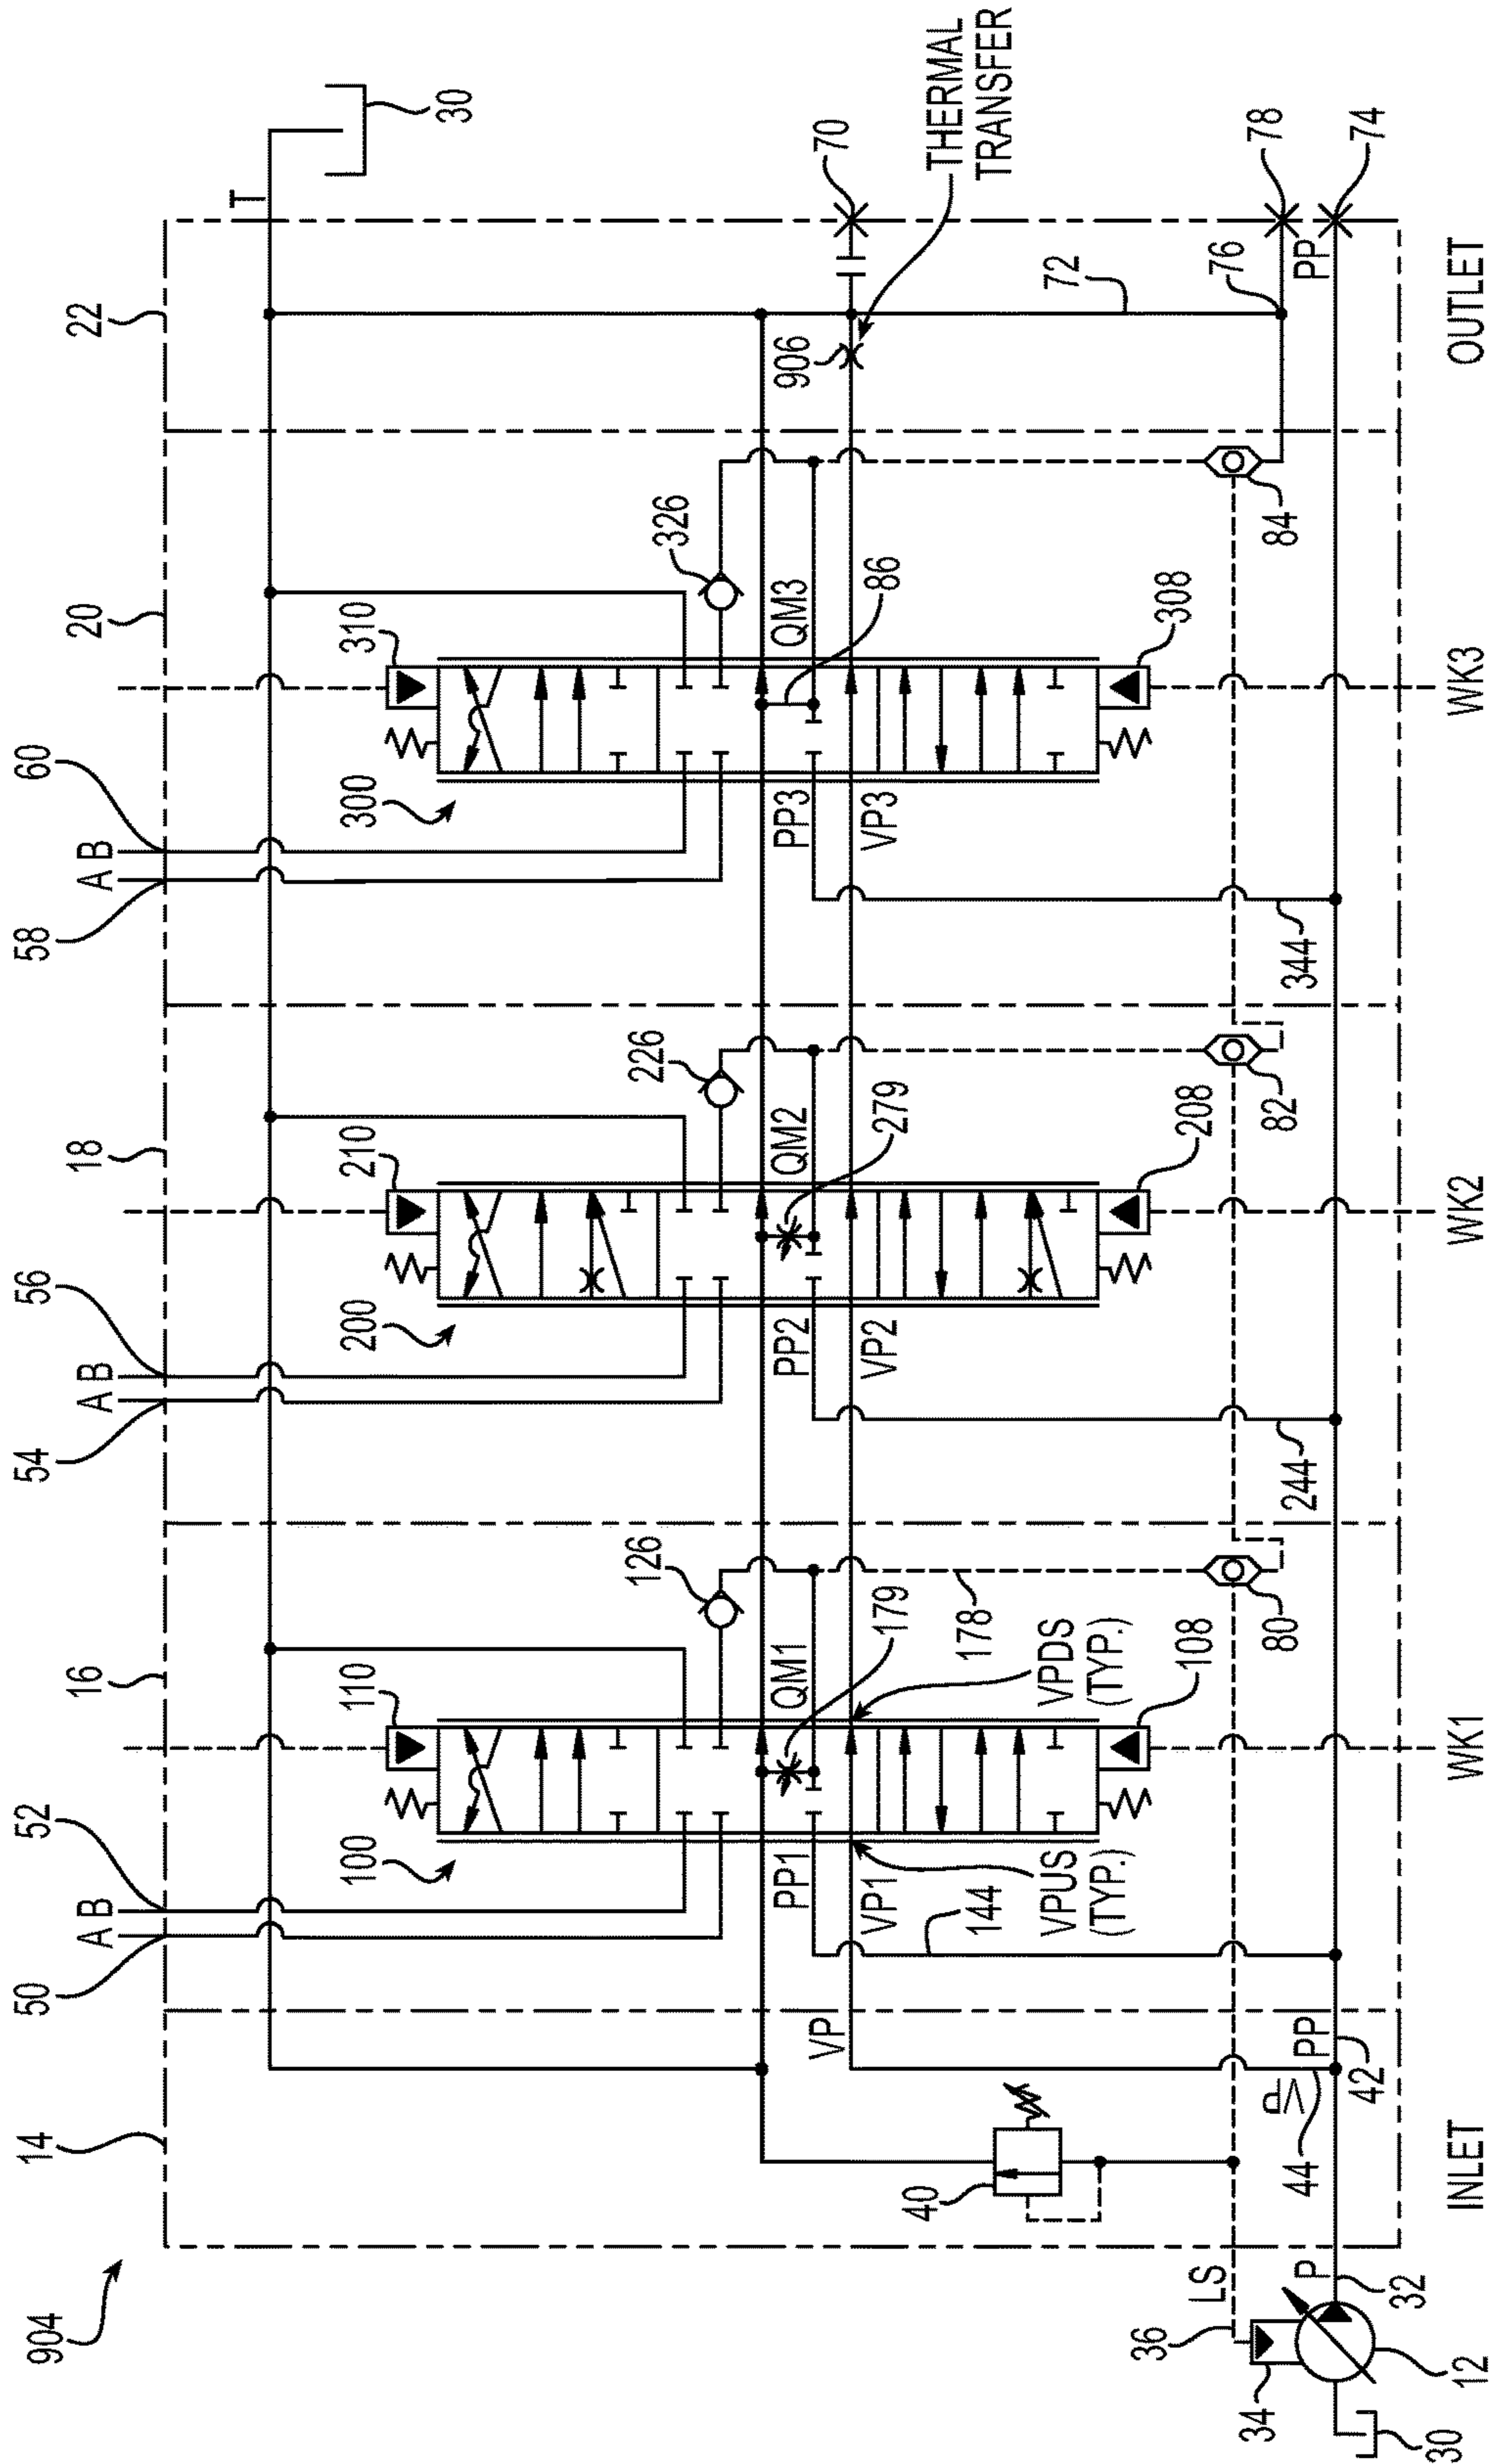 50
52
54
56
58
60
904
14
A B
16
A B
18
A B
20
22
T
100
110
200
210
300
310
30
126
226
326
PP1
QM1
PP2
QM2
PP3
QM3
906
VP
VP1
179
VP2
279
VP3
86
70
40
THERMAL
TRANSFER
144
VPUS
(TYP.)
178
VPDS
(TYP.)
72
36
LS
108
208
308
76
78
34
P
44
VP
PP
80
244
82
344
84
PP
74
30
12
32
42
INLET
WK1
WK2
WK3
OUTLET